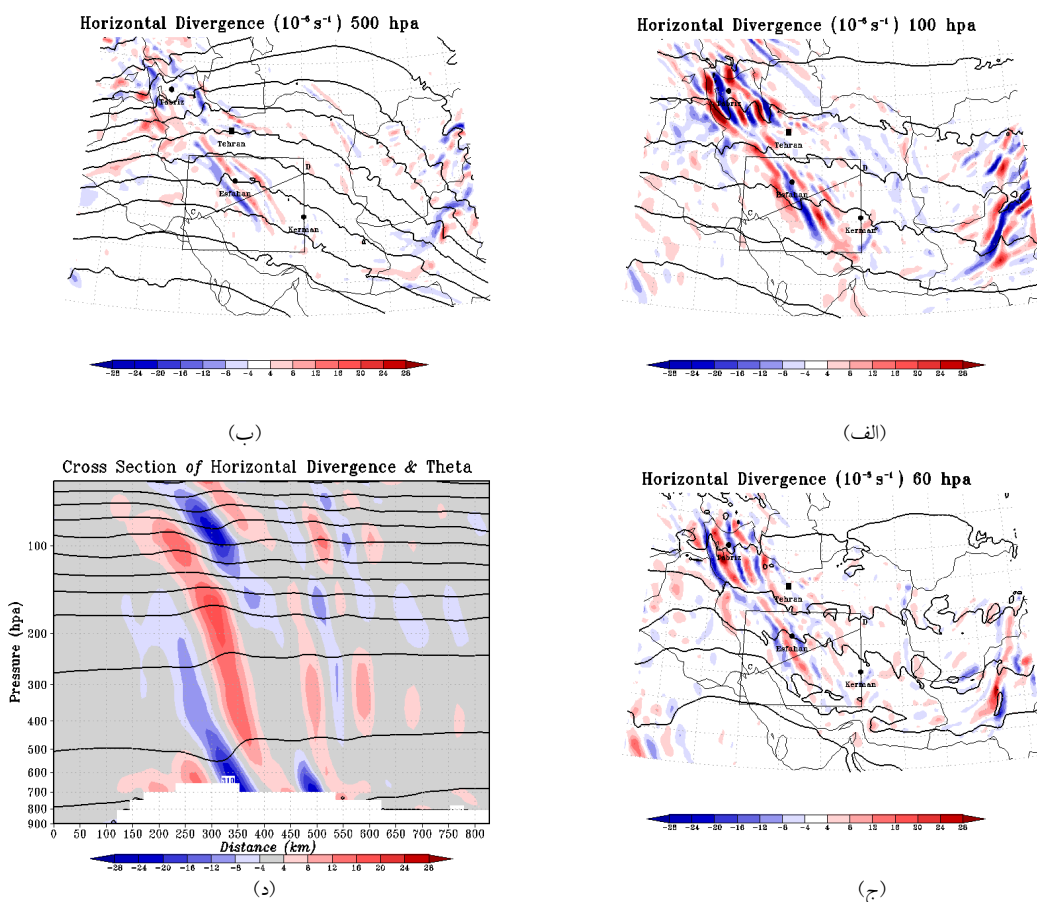 Horizontal Divergence (10⁻⁶ s⁻¹) 500 hpa
Tabriz
Tehran
D
Esfahan
C
Kerman
-28 -24 -20 -16 -12 -8 -4 4 8 12 16 20 24 28
(ب)
Horizontal Divergence (10⁻⁶ s⁻¹) 100 hpa
Tabriz
Tehran
D
Esfahan
C
Kerman
-28 -24 -20 -16 -12 -8 -4 4 8 12 16 20 24 28
(الف)
Cross Section of Horizontal Divergence & Theta
Pressure (hpa)
100
200
300
400
500
600
700
800
900
0 50 100 150 200 250 300 350 400 450 500 550 600 650 700 750 800
Distance (km)
-28 -24 -20 -16 -12 -8 -4 4 8 12 16 20 24 28
(د)
Horizontal Divergence (10⁻⁶ s⁻¹) 60 hpa
Tabriz
Tehran
D
Esfahan
C
Kerman
-28 -24 -20 -16 -12 -8 -4 4 8 12 16 20 24 28
(ج)